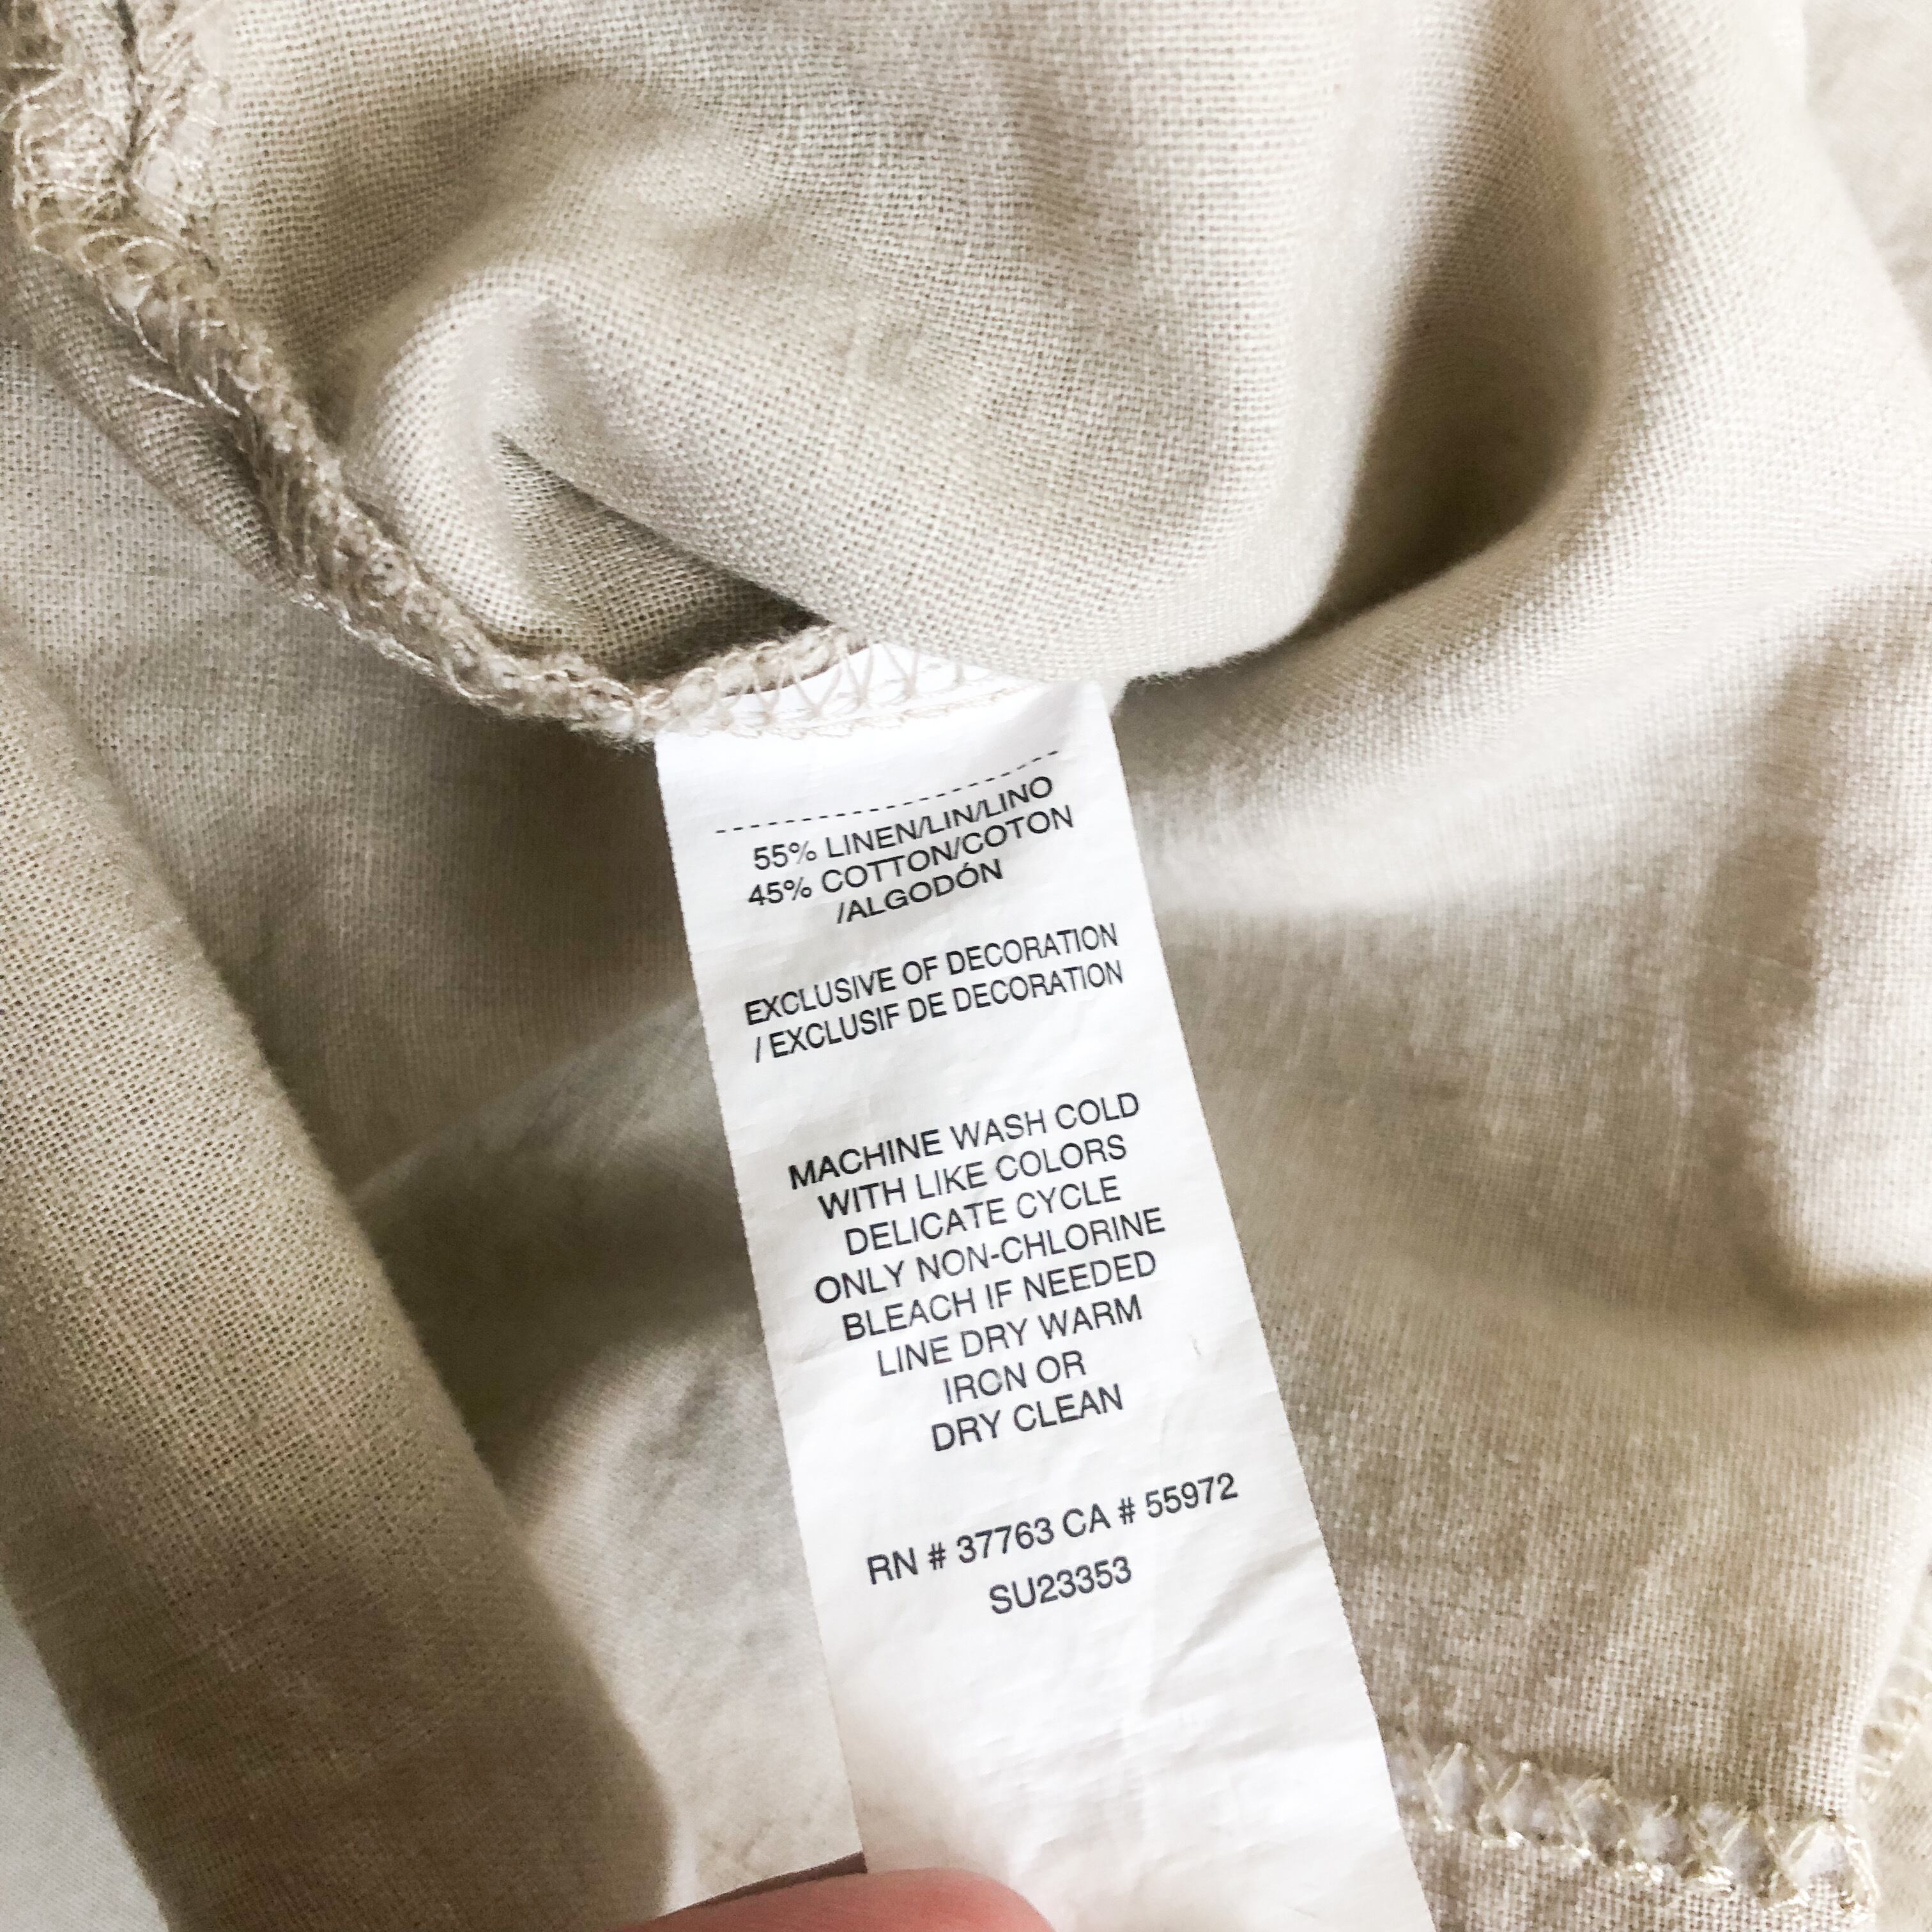 55% LINEN/LIN/LINO
45% COTTON/COTON
/ALGODÓN
EXCLUSIVE OF DECORATION
/ EXCLUSIF DE DECORATION
MACHINE WASH COLD
WITH LIKE COLORS
DELICATE CYCLE
ONLY NON-CHLORINE
BLEACH IF NEEDED
LINE DRY WARM
IRON OR
DRY CLEAN
RN # 37763 CA # 55972
SU23353